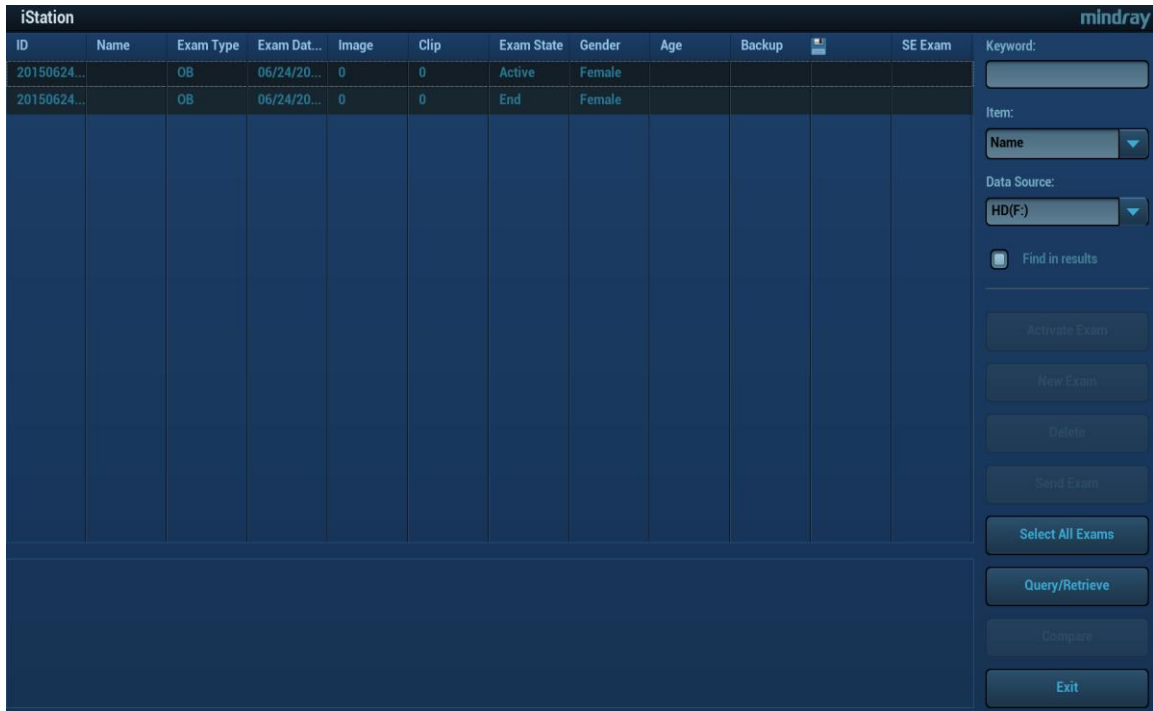 iStation
mindray
ID Name Exam Type Exam Dat... Image Clip Exam State Gender Age Backup SE Exam
20150624... OB 06/24/20... 0 0 Active Female
20150624... OB 06/24/20... 0 0 End Female
Keyword:
Item:
Name
Data Source:
HD(F:)
Find in results
Activate Exam
New Exam
Delete
Send Exam
Select All Exams
Query/Retrieve
Compare
Exit